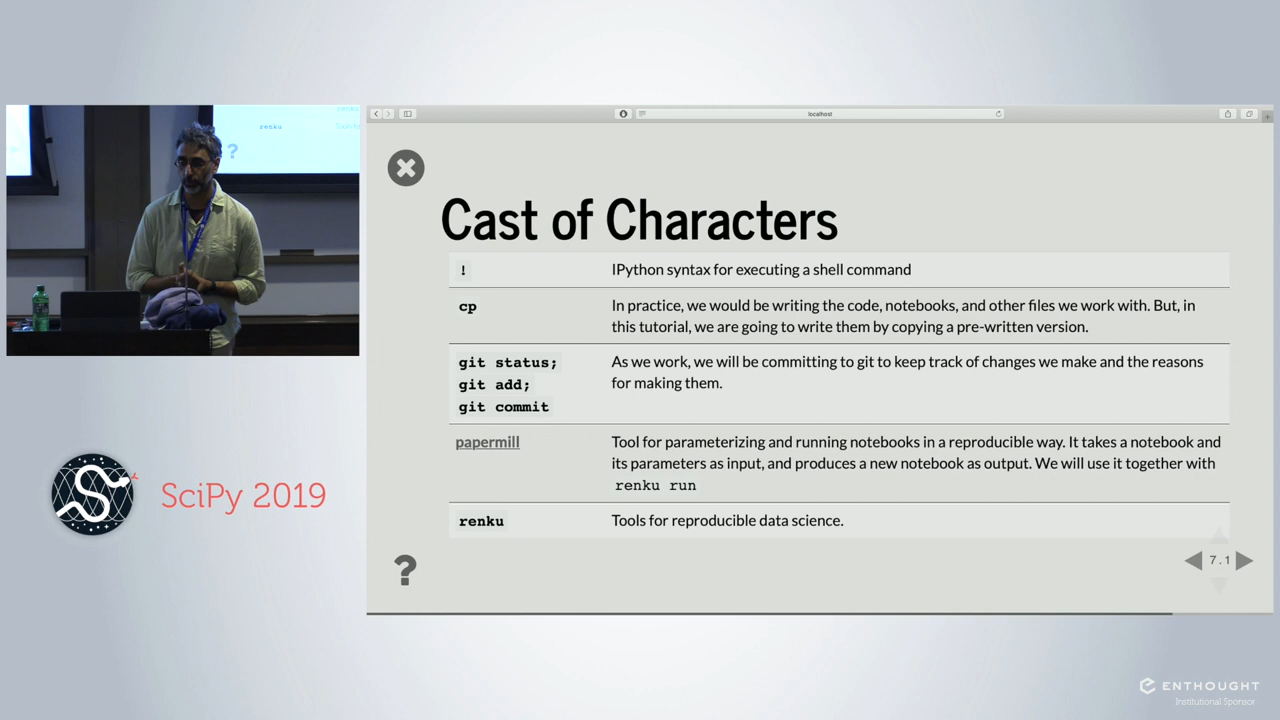 renku
?
localhost
Cast of Characters
! IPython syntax for executing a shell command
cp In practice, we would be writing the code, notebooks, and other files we work with. But, in
this tutorial, we are going to write them by copying a pre-written version.
git status; As we work, we will be committing to git to keep track of changes we make and the reasons
git add; for making them.
git commit
papermill Tool for parameterizing and running notebooks in a reproducible way. It takes a notebook and
its parameters as input, and produces a new notebook as output. We will use it together with
renku run
renku Tools for reproducible data science.
?
7.1
SciPy 2019
ENTHOUGHT
Institutional Sponsor